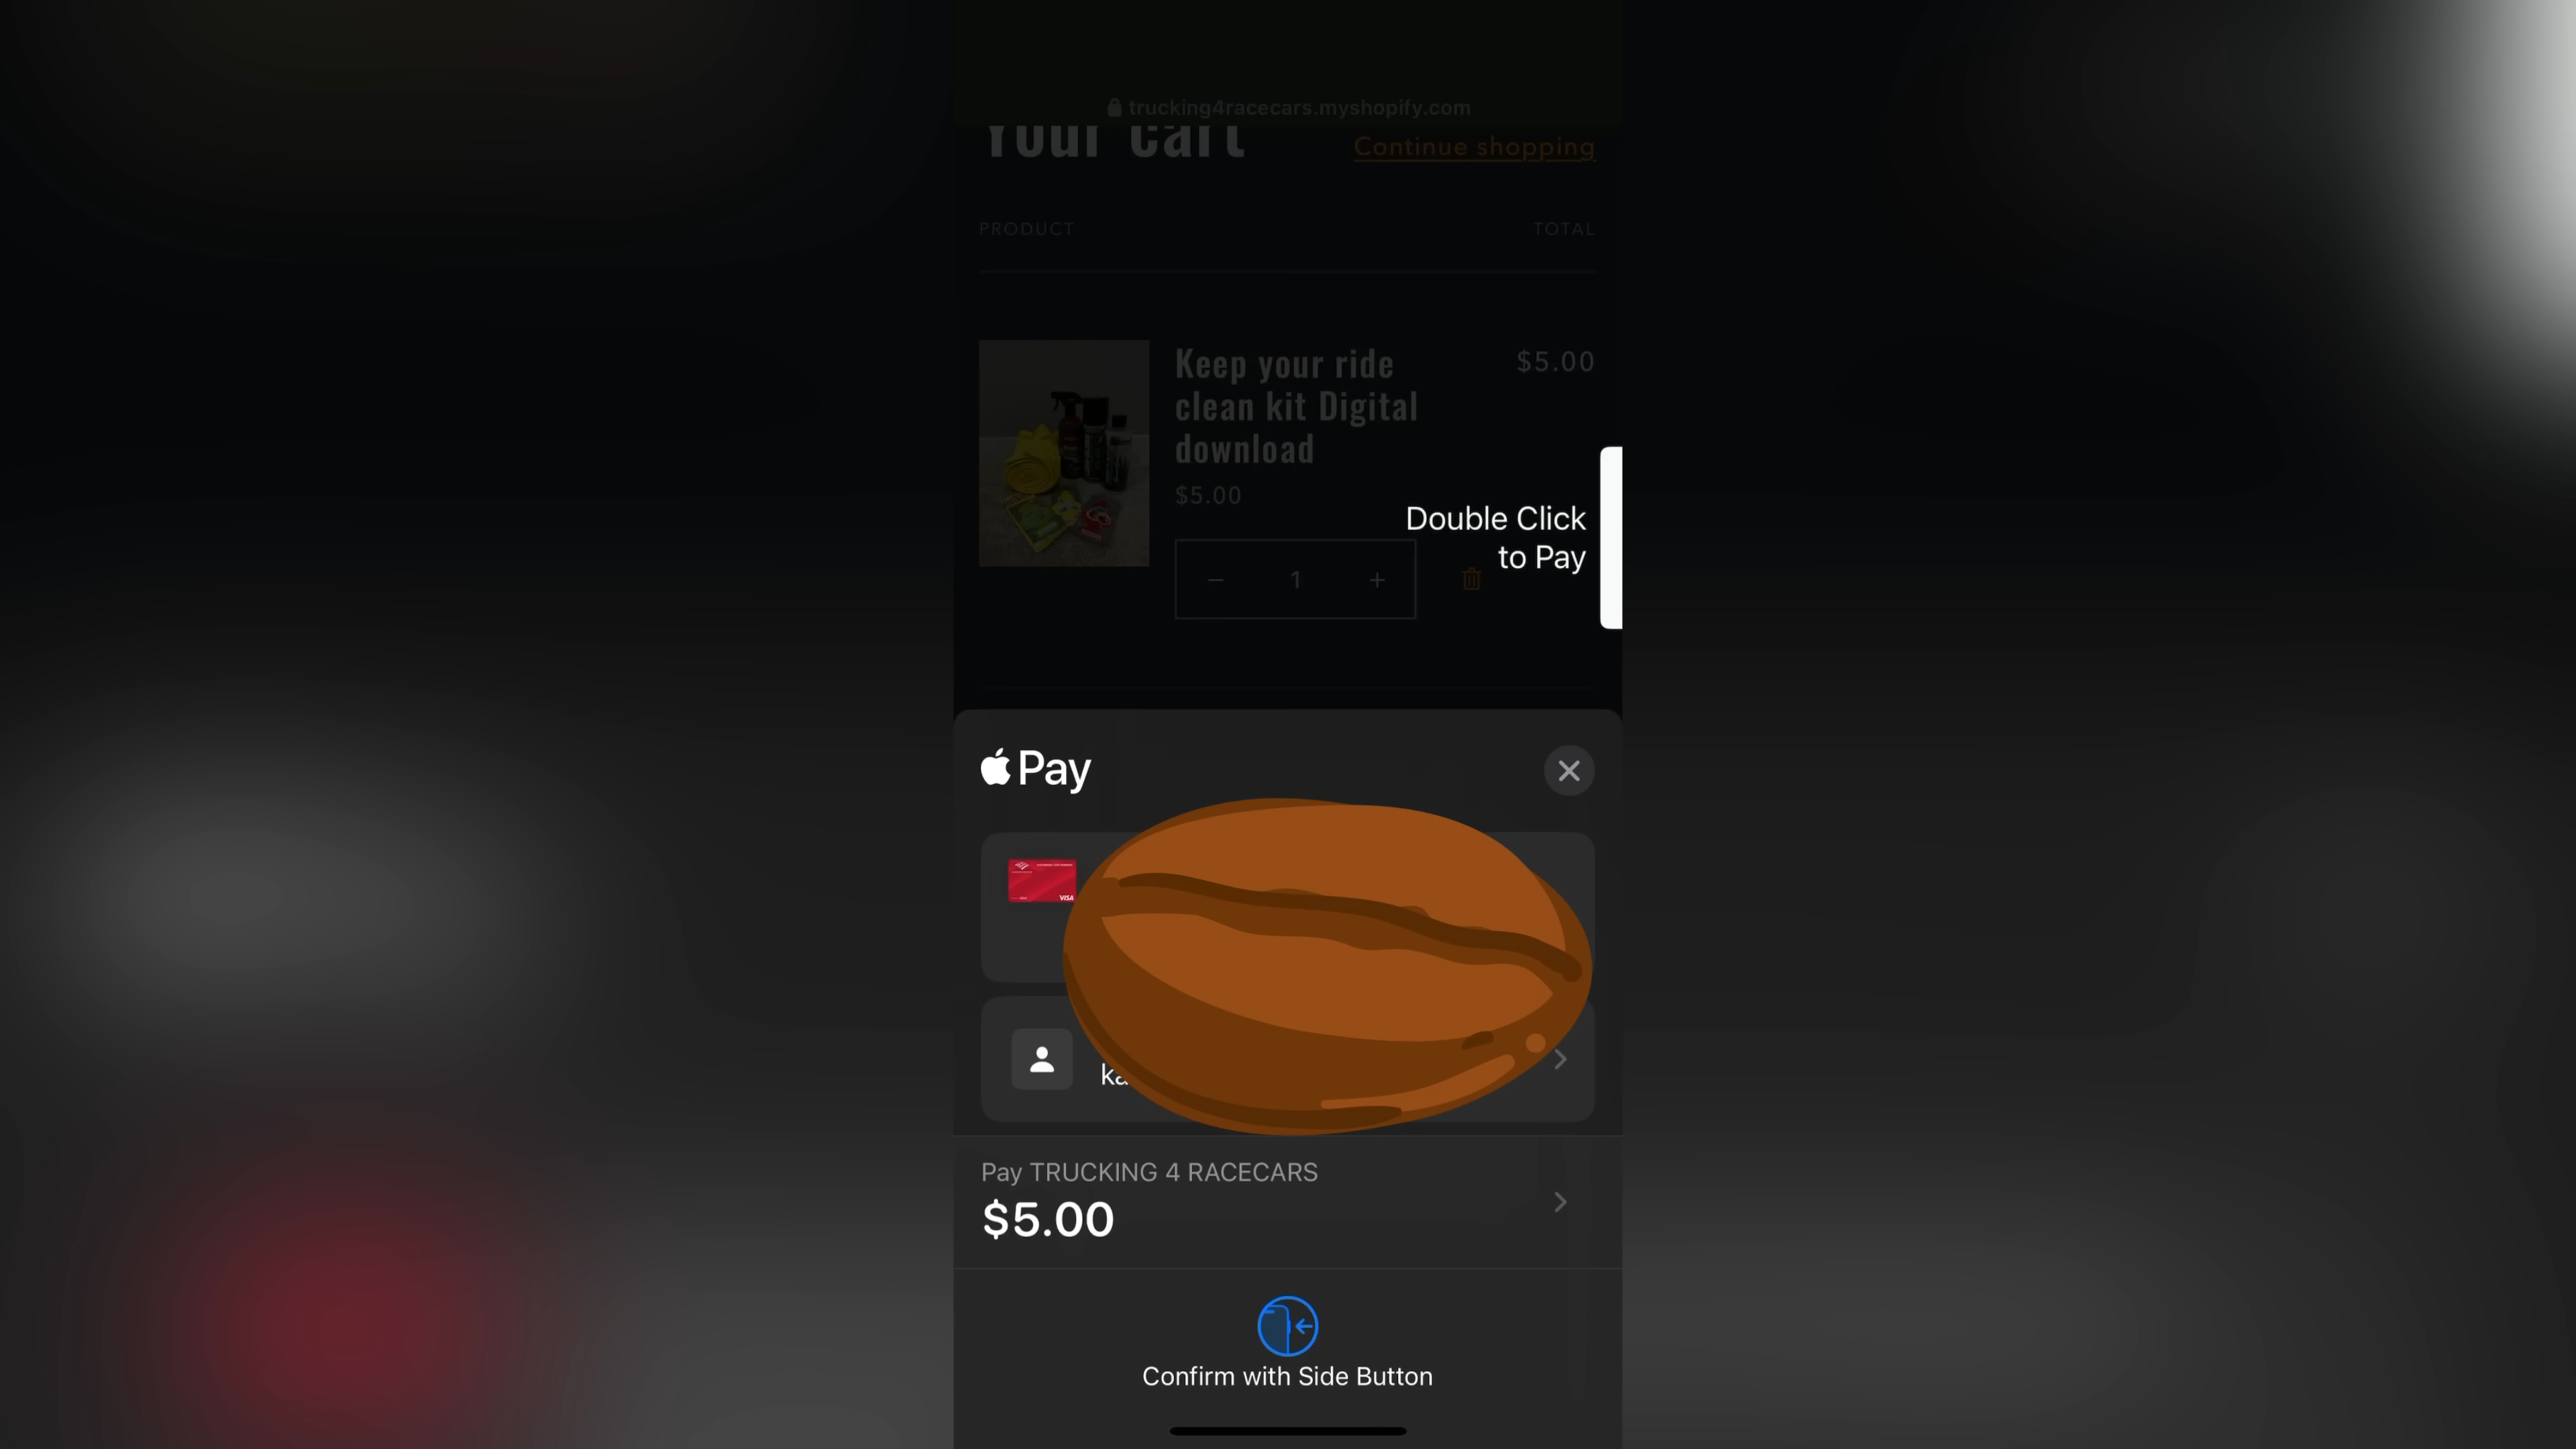 trucking4racecars.myshopify.com
Your cart
Continue shopping
PRODUCT
TOTAL
Keep your ride
clean kit Digital
download
$5.00
$5.00
Double Click
to Pay
− 1 +
Pay
VISA
Pay TRUCKING 4 RACECARS
$5.00
Confirm with Side Button